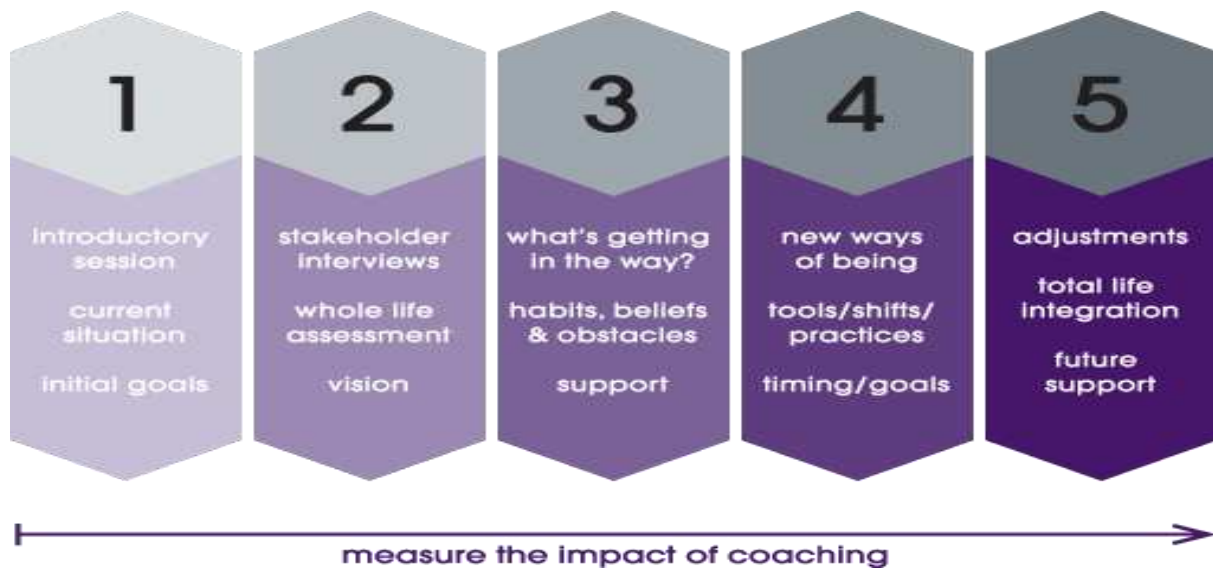 1
introductory
session
current
situation
initial goals
2
stakeholder
interviews
whole life
assessment
vision
3
what's getting
in the way?
habits, beliefs
& obstacles
support
4
new ways
of being
tools/shifts/
practices
timing/goals
5
adjustments
total life
integration
future
support
measure the impact of coaching